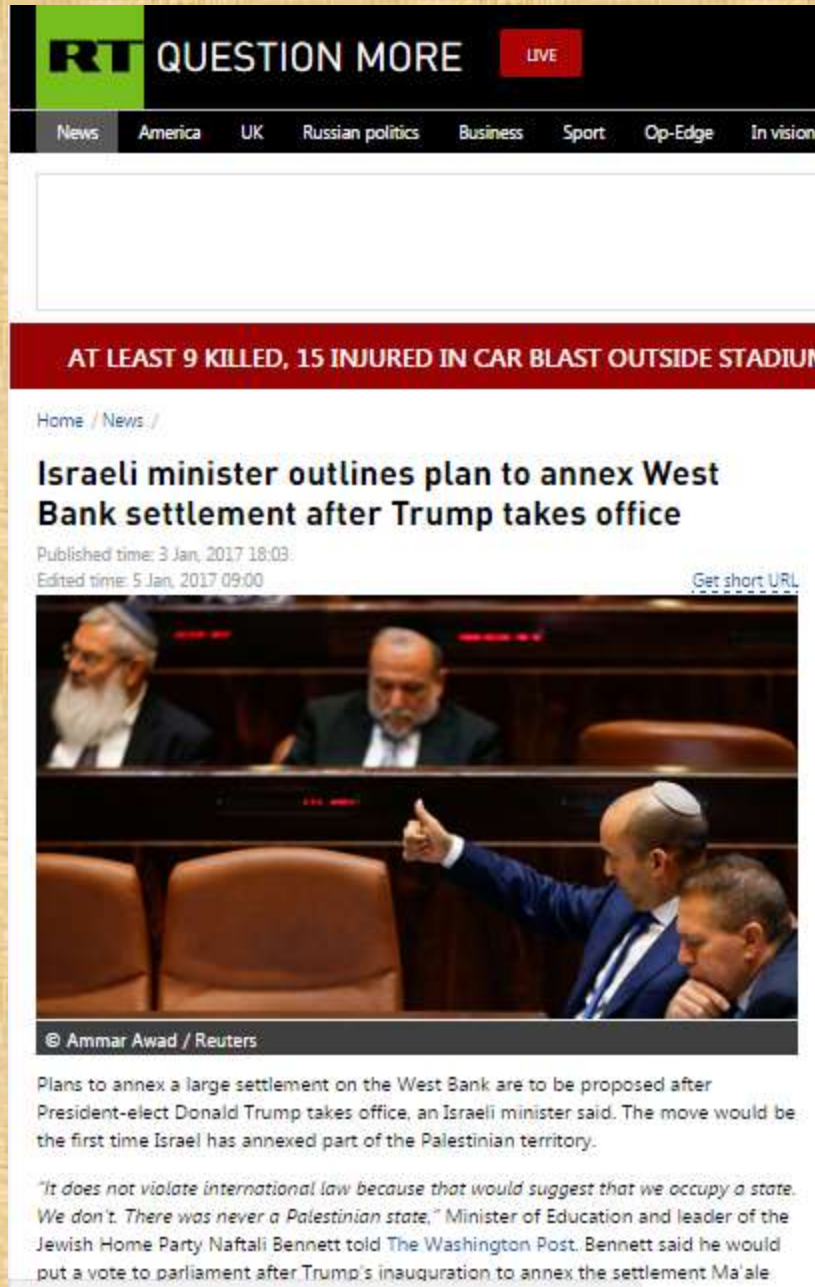 RT QUESTION MORE LIVE
News America UK Russian politics Business Sport Op-Edge In vision
AT LEAST 9 KILLED, 15 INJURED IN CAR BLAST OUTSIDE STADIUM
Home / News /
Israeli minister outlines plan to annex West
Bank settlement after Trump takes office
Published time: 3 Jan, 2017 18:03
Edited time: 5 Jan, 2017 09:00
Get short URL
© Ammar Awad / Reuters
Plans to annex a large settlement on the West Bank are to be proposed after
President-elect Donald Trump takes office, an Israeli minister said. The move would be
the first time Israel has annexed part of the Palestinian territory.
"It does not violate international law because that would suggest that we occupy a state.
We don't. There was never a Palestinian state," Minister of Education and leader of the
Jewish Home Party Naftali Bennett told The Washington Post. Bennett said he would
put a vote to parliament after Trump's inauguration to annex the settlement Ma'ale